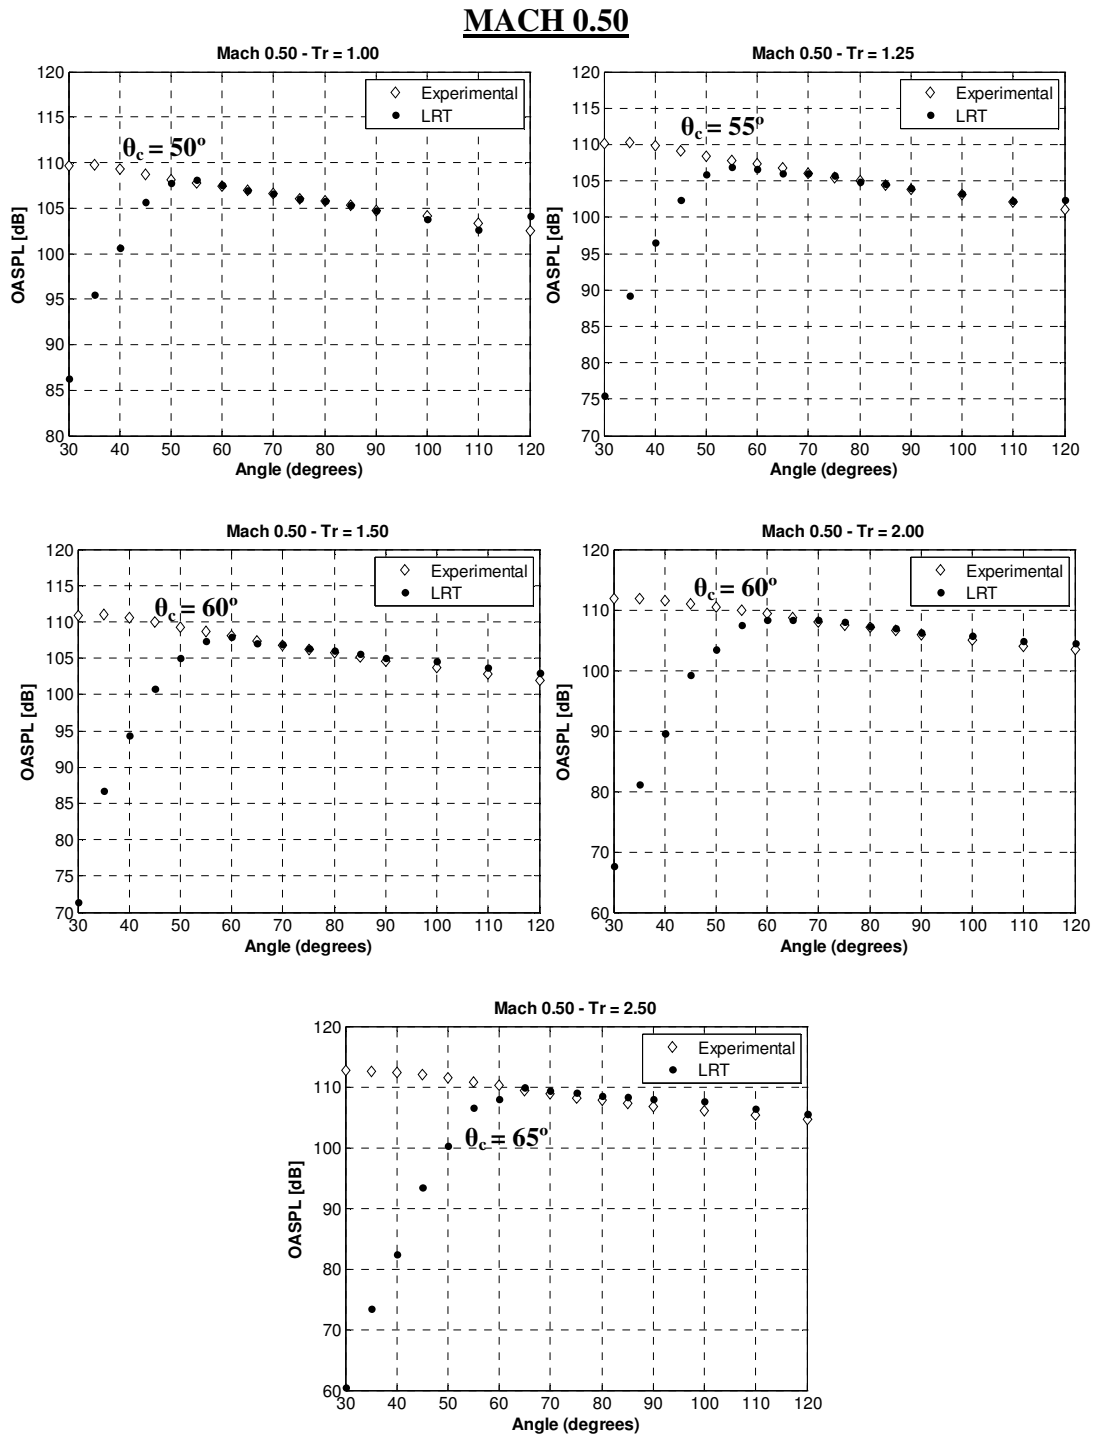 MACH 0.50
Mach 0.50 - Tr = 1.00
120
115
110
105
100
95
90
85
80
OASPL [dB]
30 40 50 60 70 80 90 100 110 120
Angle (degrees)
Experimental
LRT
θc = 50º
Mach 0.50 - Tr = 1.25
120
115
110
105
100
95
90
85
80
75
70
OASPL [dB]
30 40 50 60 70 80 90 100 110 120
Angle (degrees)
Experimental
LRT
θc = 55º
Mach 0.50 - Tr = 1.50
120
115
110
105
100
95
90
85
80
75
70
OASPL [dB]
30 40 50 60 70 80 90 100 110 120
Angle (degrees)
Experimental
LRT
θc = 60º
Mach 0.50 - Tr = 2.00
120
110
100
90
80
70
60
OASPL [dB]
30 40 50 60 70 80 90 100 110 120
Angle (degrees)
Experimental
LRT
θc = 60º
Mach 0.50 - Tr = 2.50
120
110
100
90
80
70
60
OASPL [dB]
30 40 50 60 70 80 90 100 110 120
Angle (degrees)
Experimental
LRT
θc = 65º